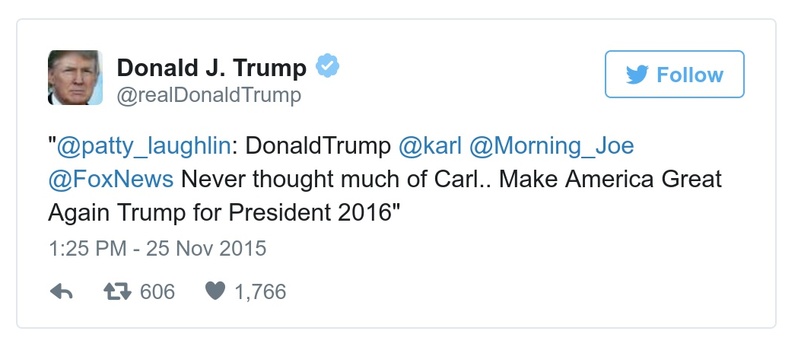 Donald J. Trump
@realDonaldTrump
Follow
"@patty_laughlin: DonaldTrump @karl @Morning_Joe
@FoxNews Never thought much of Carl.. Make America Great
Again Trump for President 2016"
1:25 PM - 25 Nov 2015
606 1,766